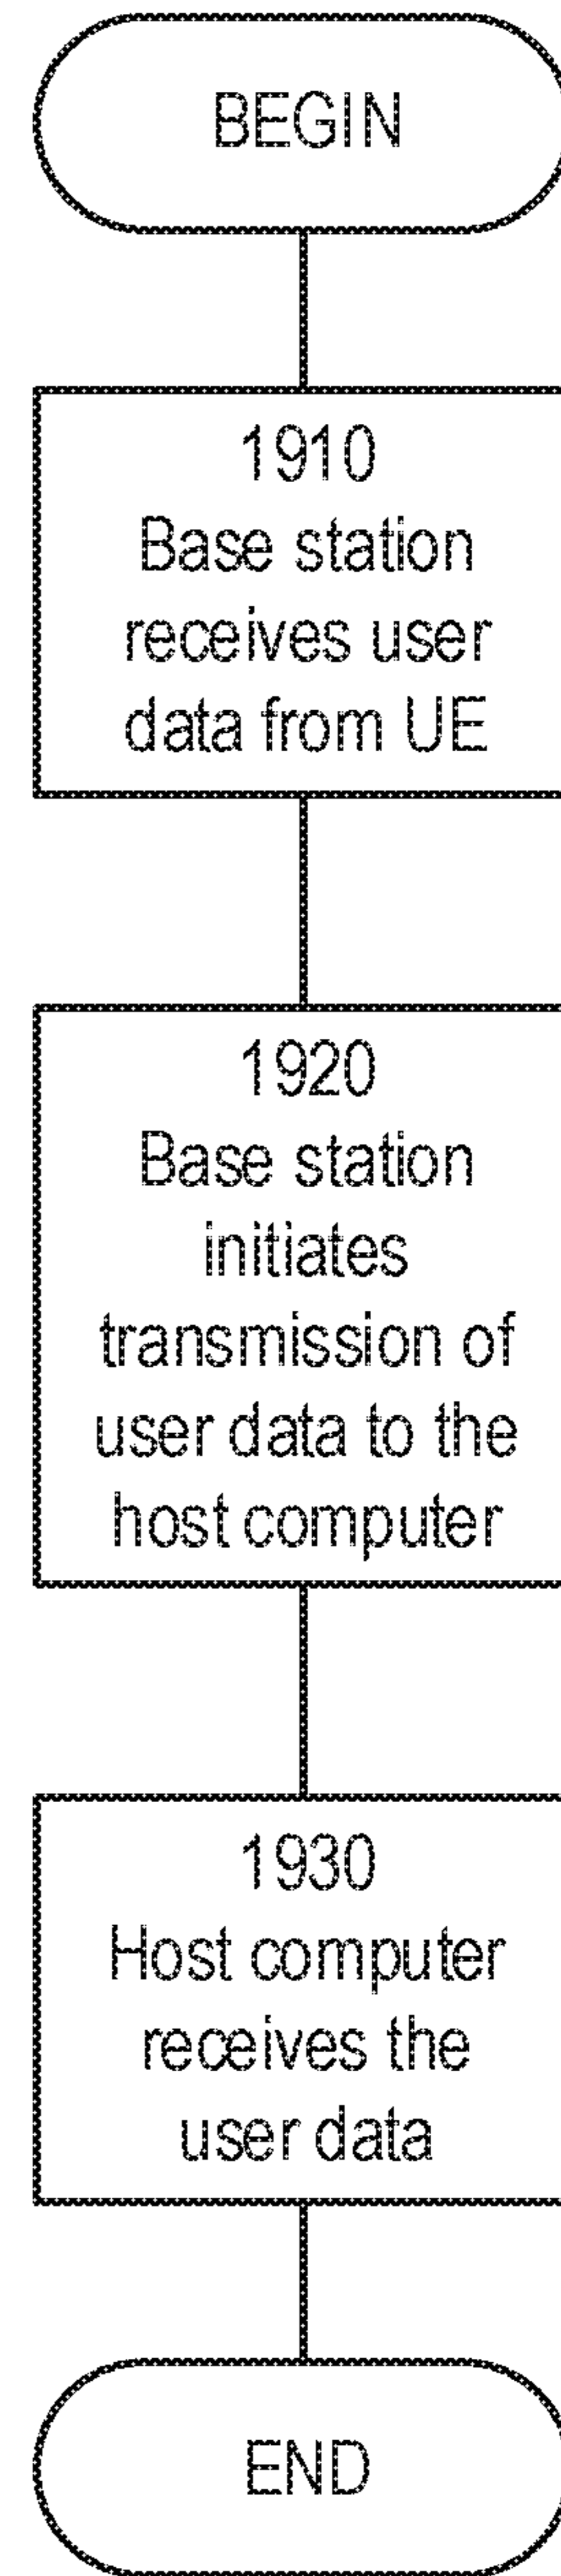 BEGIN
1910
Base station
receives user
data from UE
1920
Base station
initiates
transmission of
user data to the
host computer
1930
Host computer
receives the
user data
END